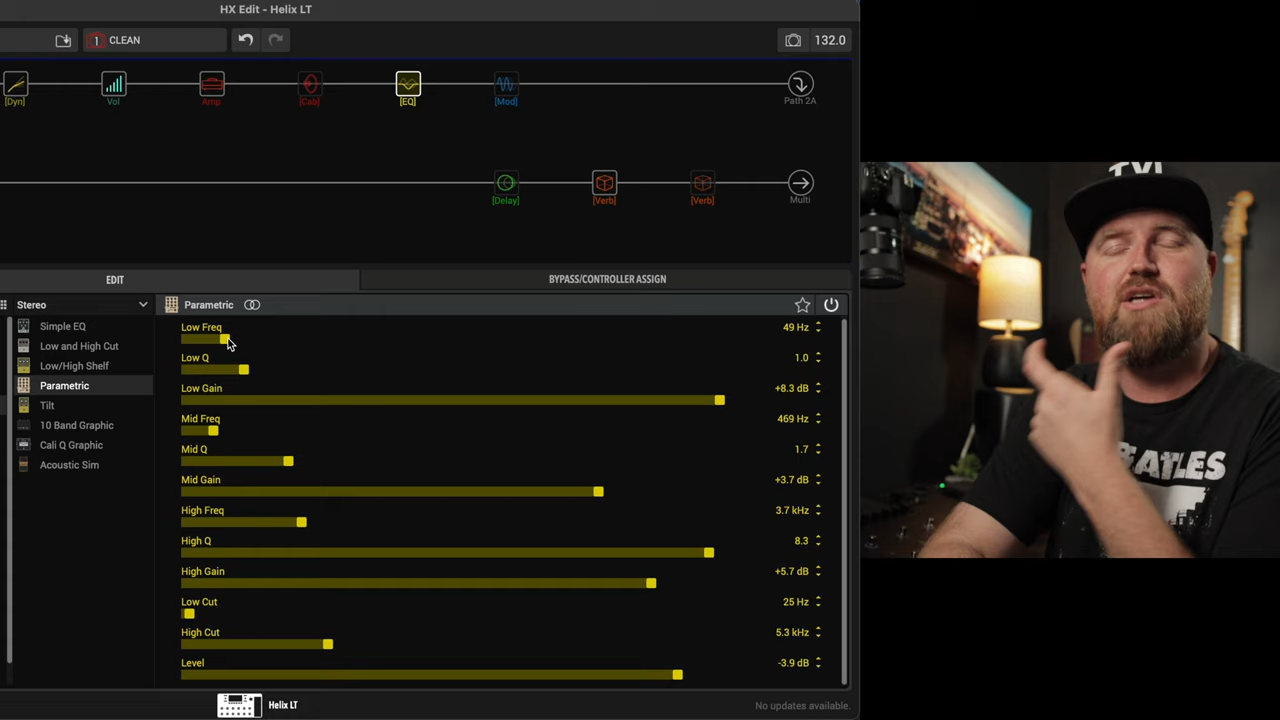 HX Edit - Helix LT
1 CLEAN
132.0
[Dyn]
Vol
Amp
[Cab]
[EQ]
[Mod]
Path 2A
[Delay]
[Verb]
[Verb]
Multi
EDIT
BYPASS/CONTROLLER ASSIGN
Stereo
Parametric
Simple EQ
Low and High Cut
Low/High Shelf
Parametric
Tilt
10 Band Graphic
Cali Q Graphic
Acoustic Sim
Low Freq 49 Hz
Low Q 1.0
Low Gain +8.3 dB
Mid Freq 469 Hz
Mid Q 1.7
Mid Gain +3.7 dB
High Freq 3.7 kHz
High Q 8.3
High Gain +5.7 dB
Low Cut 25 Hz
High Cut 5.3 kHz
Level -3.9 dB
Helix LT
No updates available.
BEATLES